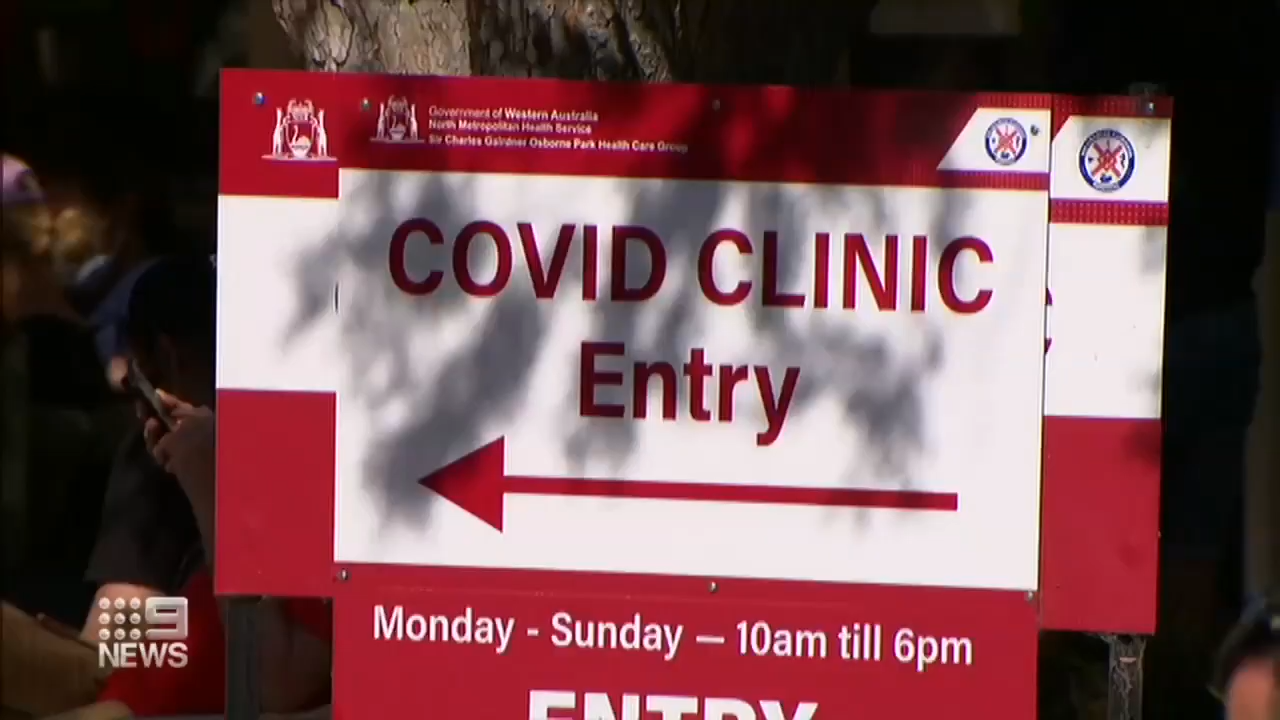 Government of Western Australia
North Metropolitan Health Service
Sir Charles Gairdner Osborne Park Health Care Group
COVID CLINIC
Entry
Monday - Sunday — 10am till 6pm
ENTRY
9
NEWS